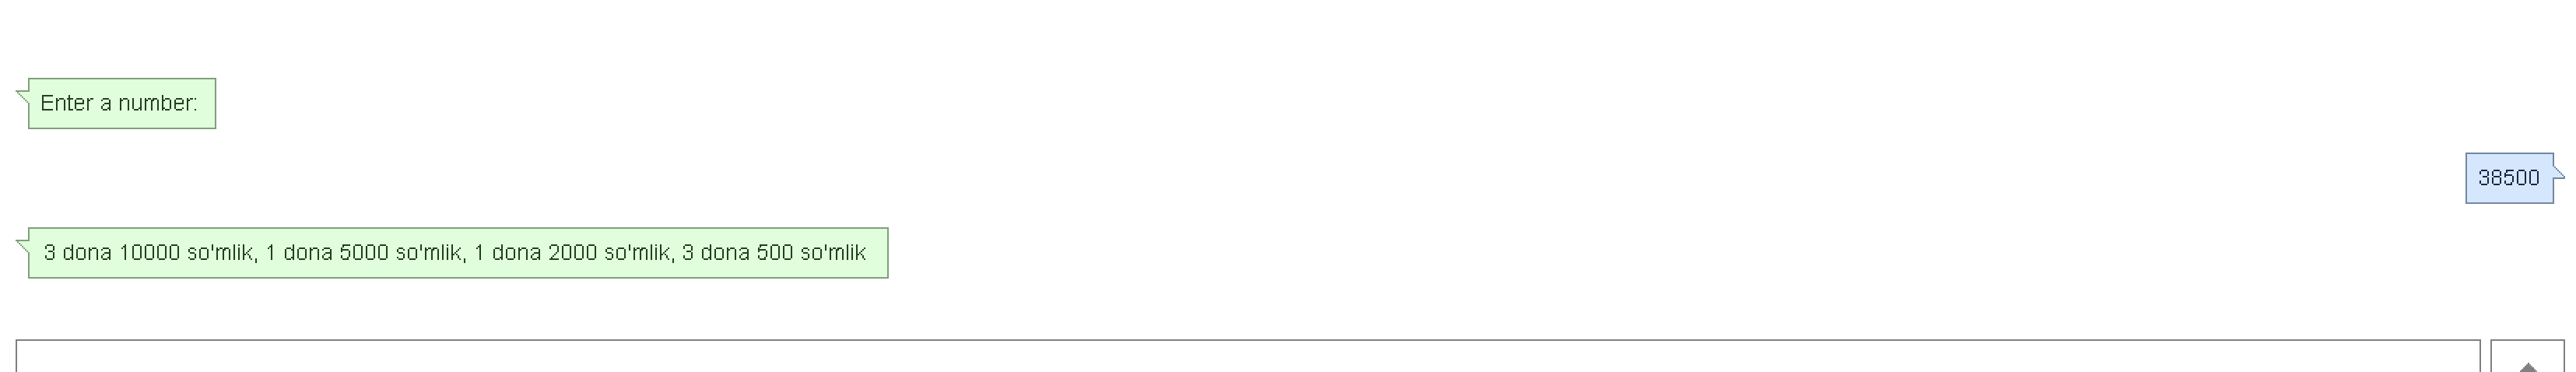 Enter a number:
38500
3 dona 10000 so'mlik, 1 dona 5000 so'mlik, 1 dona 2000 so'mlik, 3 dona 500 so'mlik